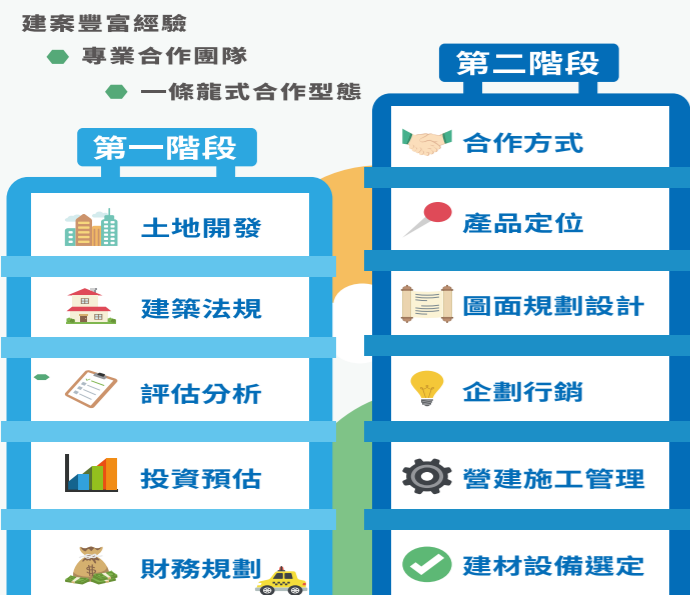 建案豐富經驗
專業合作團隊
一條龍式合作型態
第一階段
土地開發
建築法規
評估分析
投資預估
財務規劃
第二階段
合作方式
產品定位
圖面規劃設計
企劃行銷
營建施工管理
建材設備選定